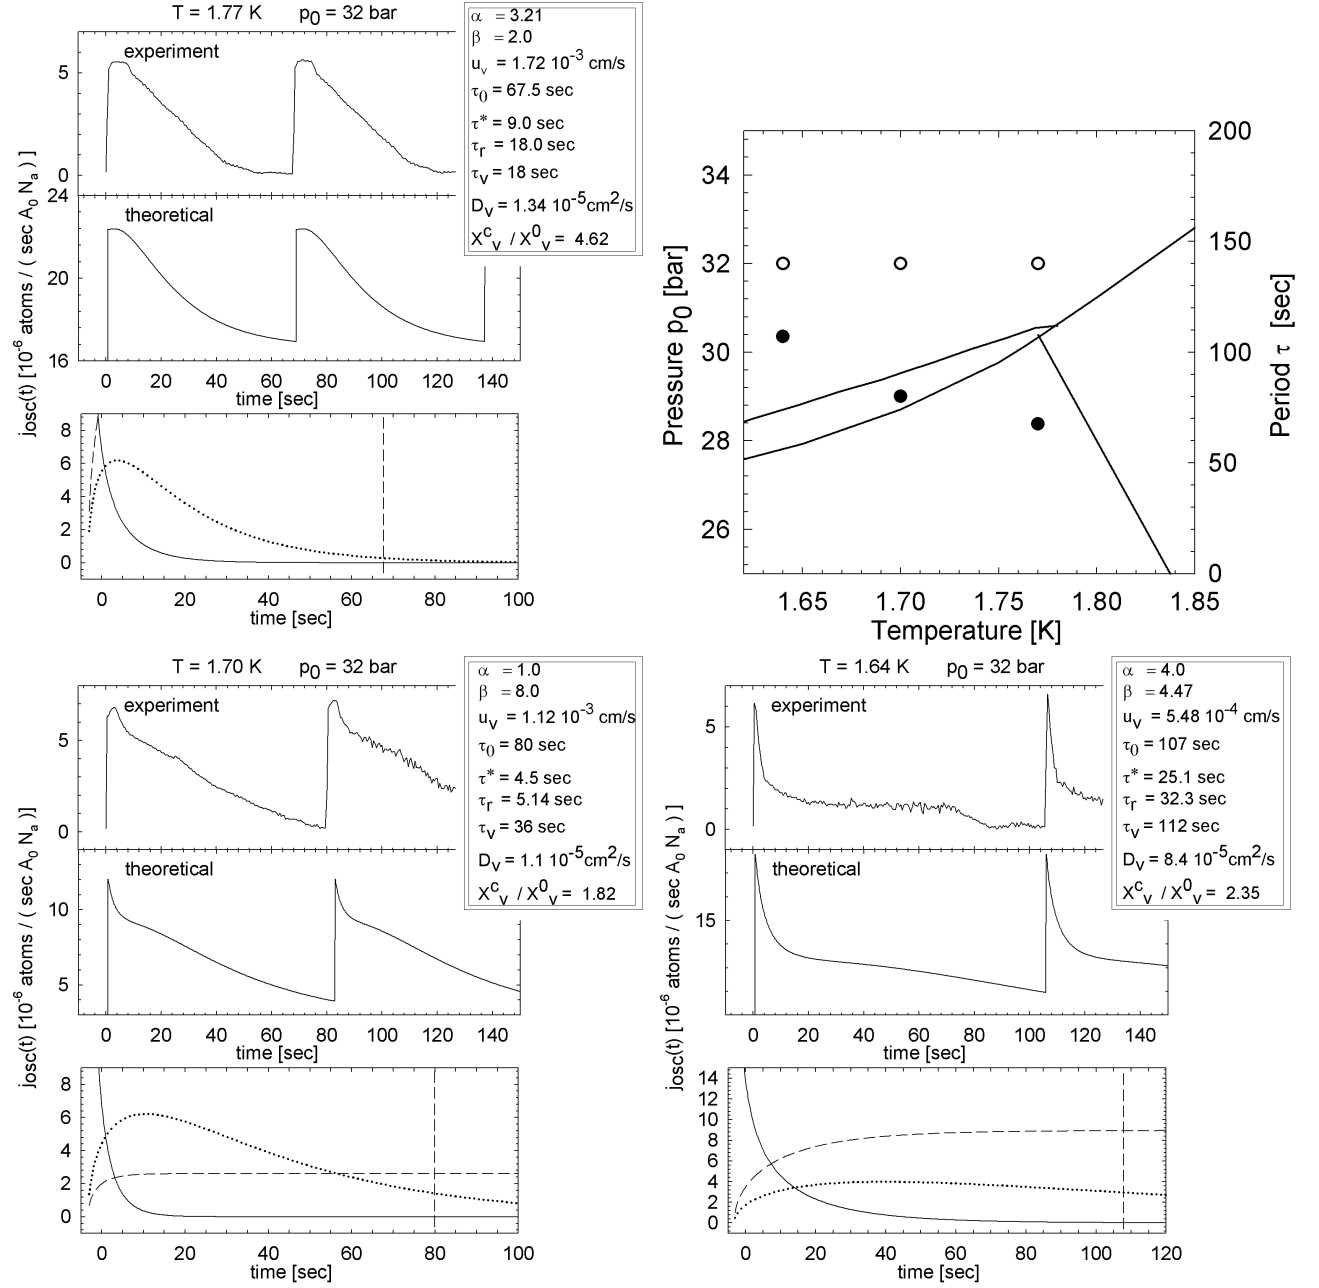 T = 1.77 K p0 = 32 bar
experiment
5
0
24
theoretical
20
16
0 20 40 60 80 100 120 140
time [sec]
8
6
4
2
0
0 20 40 60 80 100
time [sec]
josc(t) [10-6 atoms / ( sec A0 Na ) ]
α = 3.21
β = 2.0
uv = 1.72 10-3 cm/s
τ0 = 67.5 sec
τ* = 9.0 sec
τr = 18.0 sec
τv = 18 sec
Dv = 1.34 10-5cm2/s
Xcv / X0v = 4.62
Pressure p0 [bar]
34
32
30
28
26
200
150
100
50
0
Period τ [sec]
1.65 1.70 1.75 1.80 1.85
Temperature [K]
T = 1.70 K p0 = 32 bar
experiment
5
0
theoretical
10
5
0 20 40 60 80 100 120 140
time [sec]
8
6
4
2
0
0 20 40 60 80 100
time [sec]
josc(t) [10-6 atoms / ( sec A0 Na )]
α = 1.0
β = 8.0
uv = 1.12 10-3 cm/s
τ0 = 80 sec
τ* = 4.5 sec
τr = 5.14 sec
τv = 36 sec
Dv = 1.1 10-5cm2/s
Xcv / X0v = 1.82
T = 1.64 K p0 = 32 bar
experiment
5
0
theoretical
15
0 20 40 60 80 100 120 140
time [sec]
14
12
10
8
6
4
2
0
0 20 40 60 80 100 120
time [sec]
josc(t) [10-6 atoms / ( sec A0 Na ) ]
α = 4.0
β = 4.47
uv = 5.48 10-4 cm/s
τ0 = 107 sec
τ* = 25.1 sec
τr = 32.3 sec
τv = 112 sec
Dv = 8.4 10-5cm2/s
Xcv / X0v = 2.35